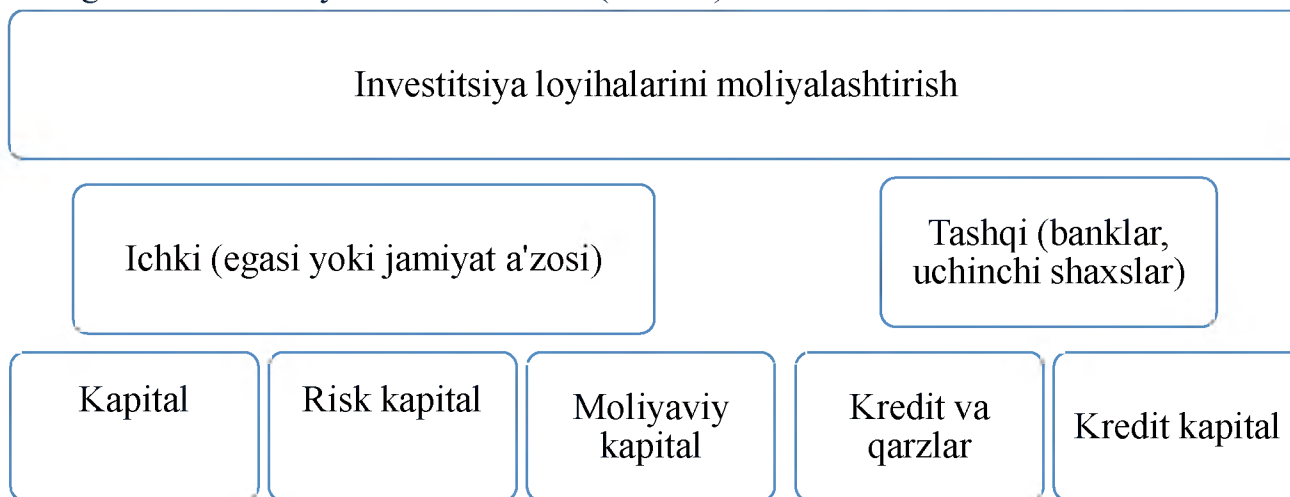 Investitsiya loyihalarini moliyalashtirish
Ichki (egasi yoki jamiyat a'zosi)
Tashqi (banklar,
uchinchi shaxslar)
Kapital
Risk kapital
Moliyaviy
kapital
Kredit va
qarzlar
Kredit kapital